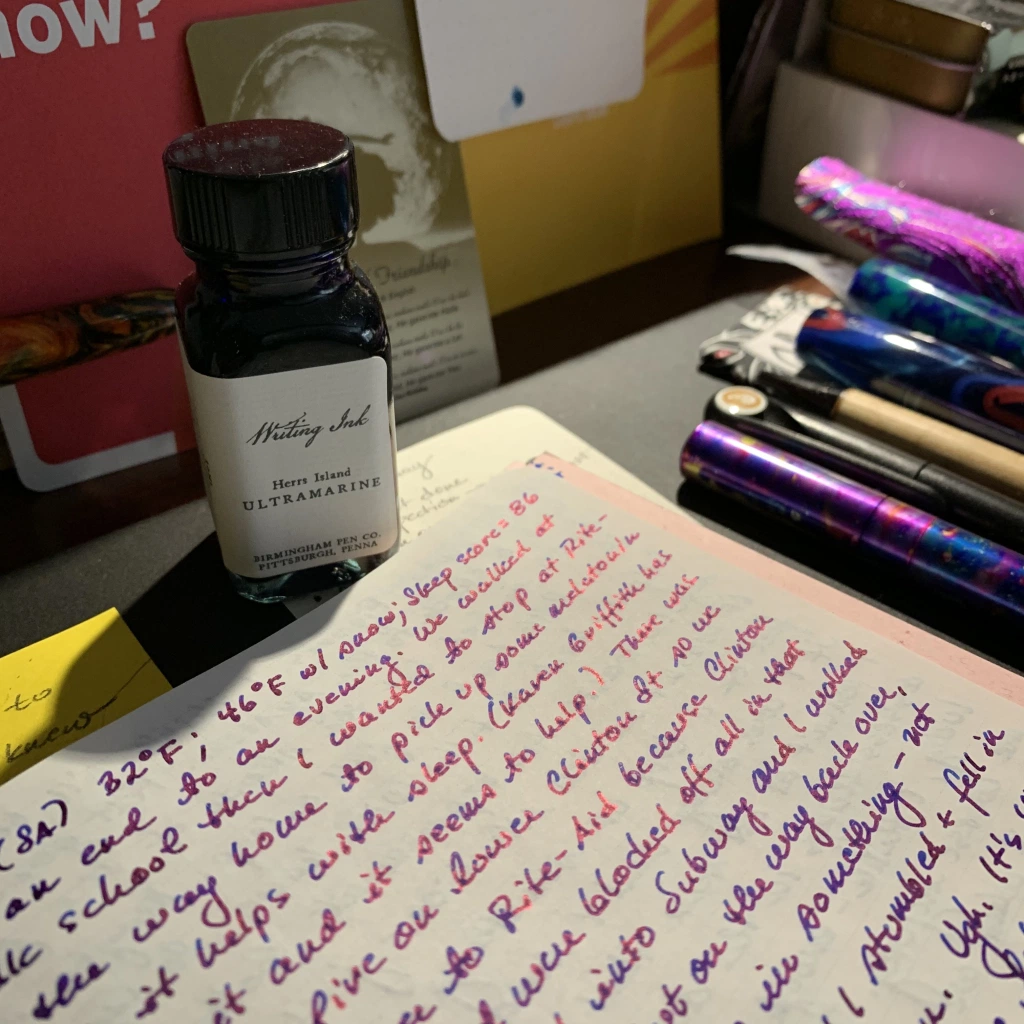 now?
Friendship
Writing Ink
Herrs Island
ULTRAMARINE
BIRMINGHAM PEN CO.
PITTSBURGH, PENNA
to
knew
(SA) 32°F; 46°F w/ snow; Sleep score = 86
an end to an evening. We walked at
school then I wanted to stop at Rite-
the way home to pick up some melatonin
it helps with sleep. (Karen Griffith has
it and it seems to help.) There was
Fire on lower Clinton St so we
to Rite-Aid because Clinton
were blocked off all in that
into Subway and I walked
on the way back over,
in something - not
I stumbled + fell in
Ugh. It's